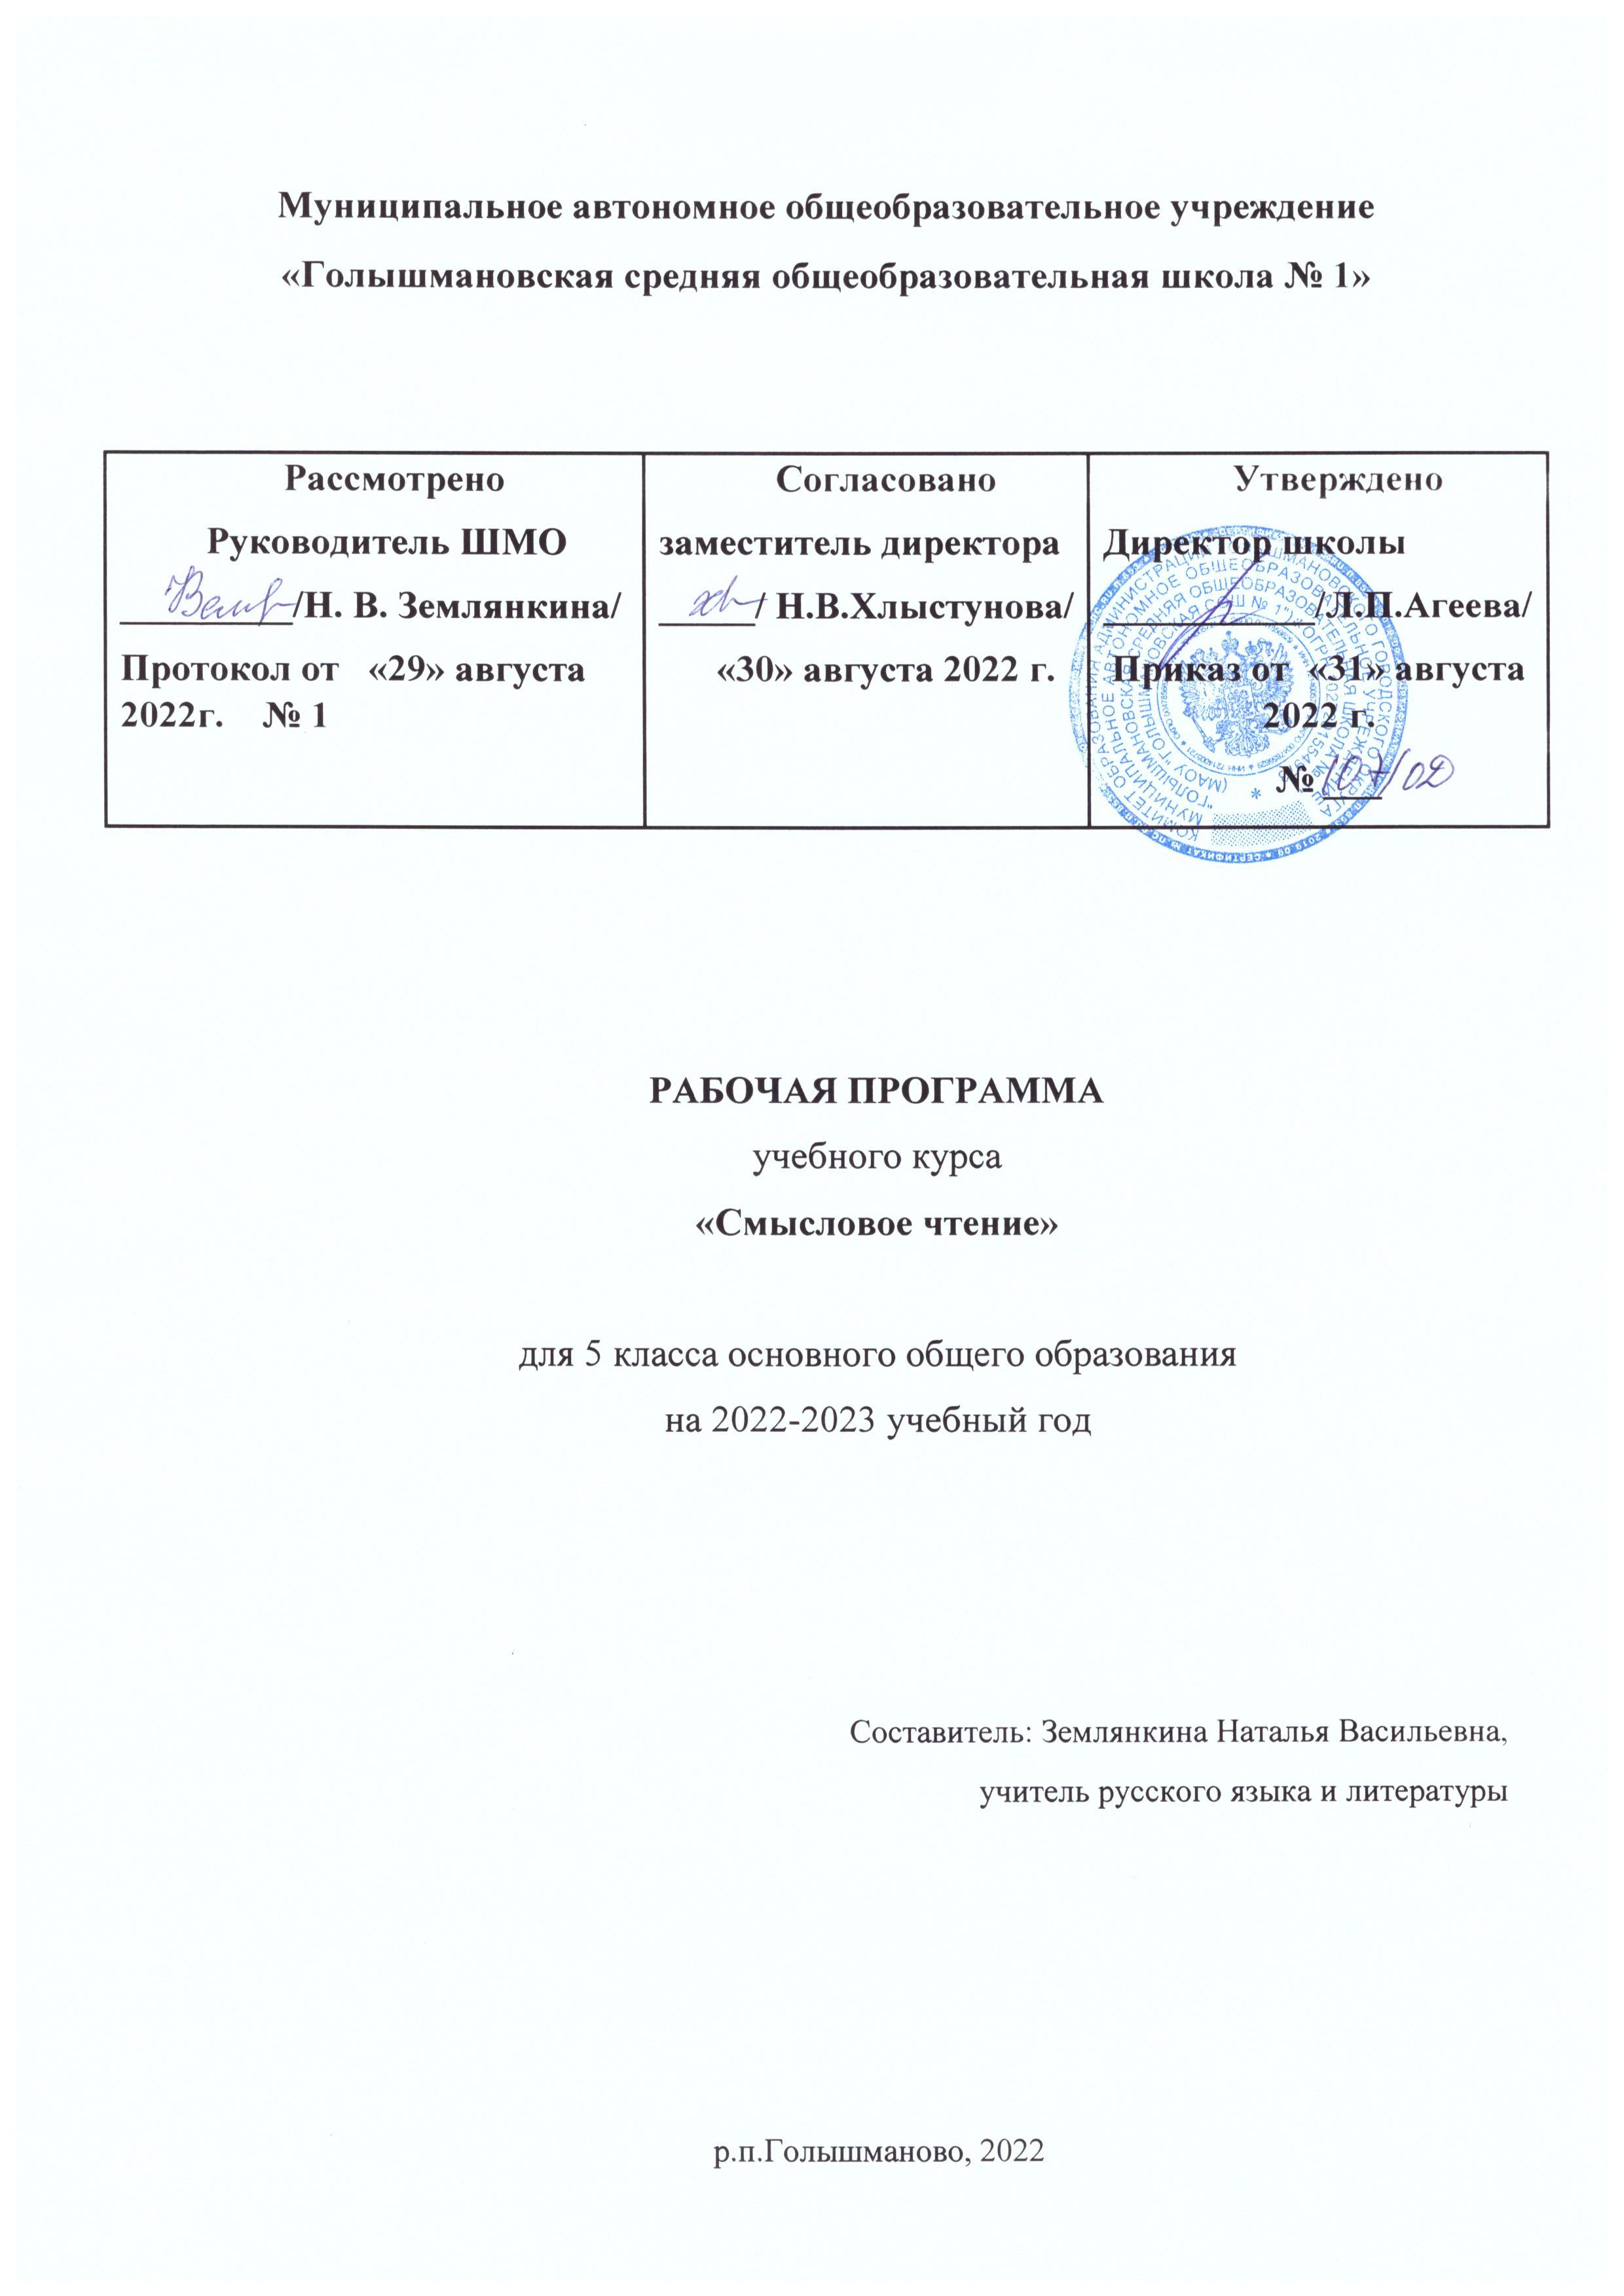 Муниципальное автономное общеобразовательное учреждение
«Голышмановская средняя общеобразовательная школа № 1»
Рассмотрено
Руководитель ШМО
/Н. В. Землянкина/
Протокол от «29» августа
2022г. № 1
Согласовано
заместитель директора
/ Н.В.Хлыстунова/
«30» августа 2022 г.
Утверждено
Директор школы
/Л.П.Агеева/
Приказ от «31» августа
2022 г.
№
РАБОЧАЯ ПРОГРАММА
учебного курса
«Смысловое чтение»
для 5 класса основного общего образования
на 2022-2023 учебный год
Составитель: Землянкина Наталья Васильевна,
учитель русского языка и литературы
р.п.Голышманово, 2022